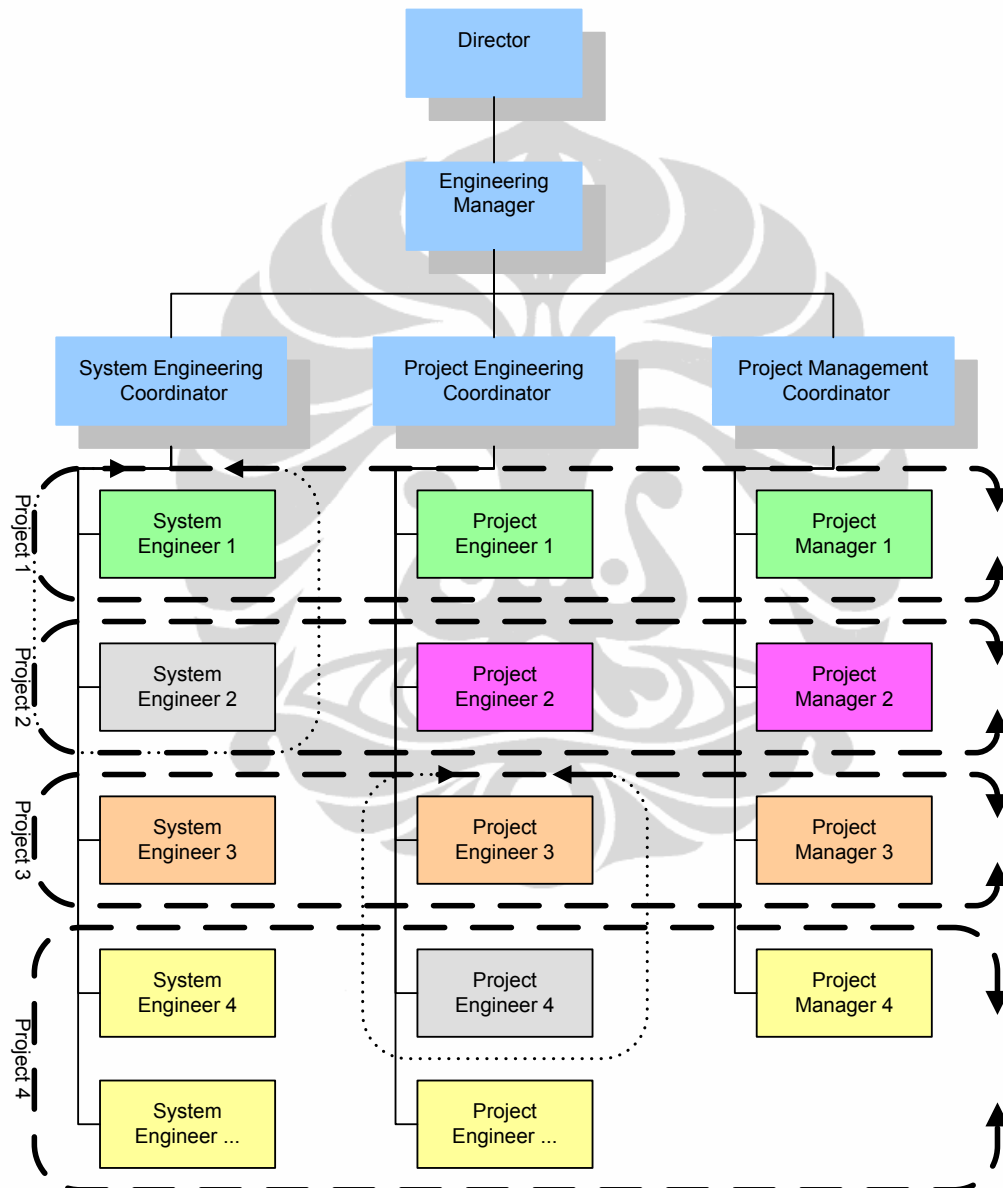 Director
Engineering
Manager
System Engineering
Coordinator
Project Engineering
Coordinator
Project Management
Coordinator
Project 1
System
Engineer 1
Project
Engineer 1
Project
Manager 1
Project 2
System
Engineer 2
Project
Engineer 2
Project
Manager 2
Project 3
System
Engineer 3
Project
Engineer 3
Project
Manager 3
Project 4
System
Engineer 4
Project
Engineer 4
Project
Manager 4
System
Engineer ...
Project
Engineer ...